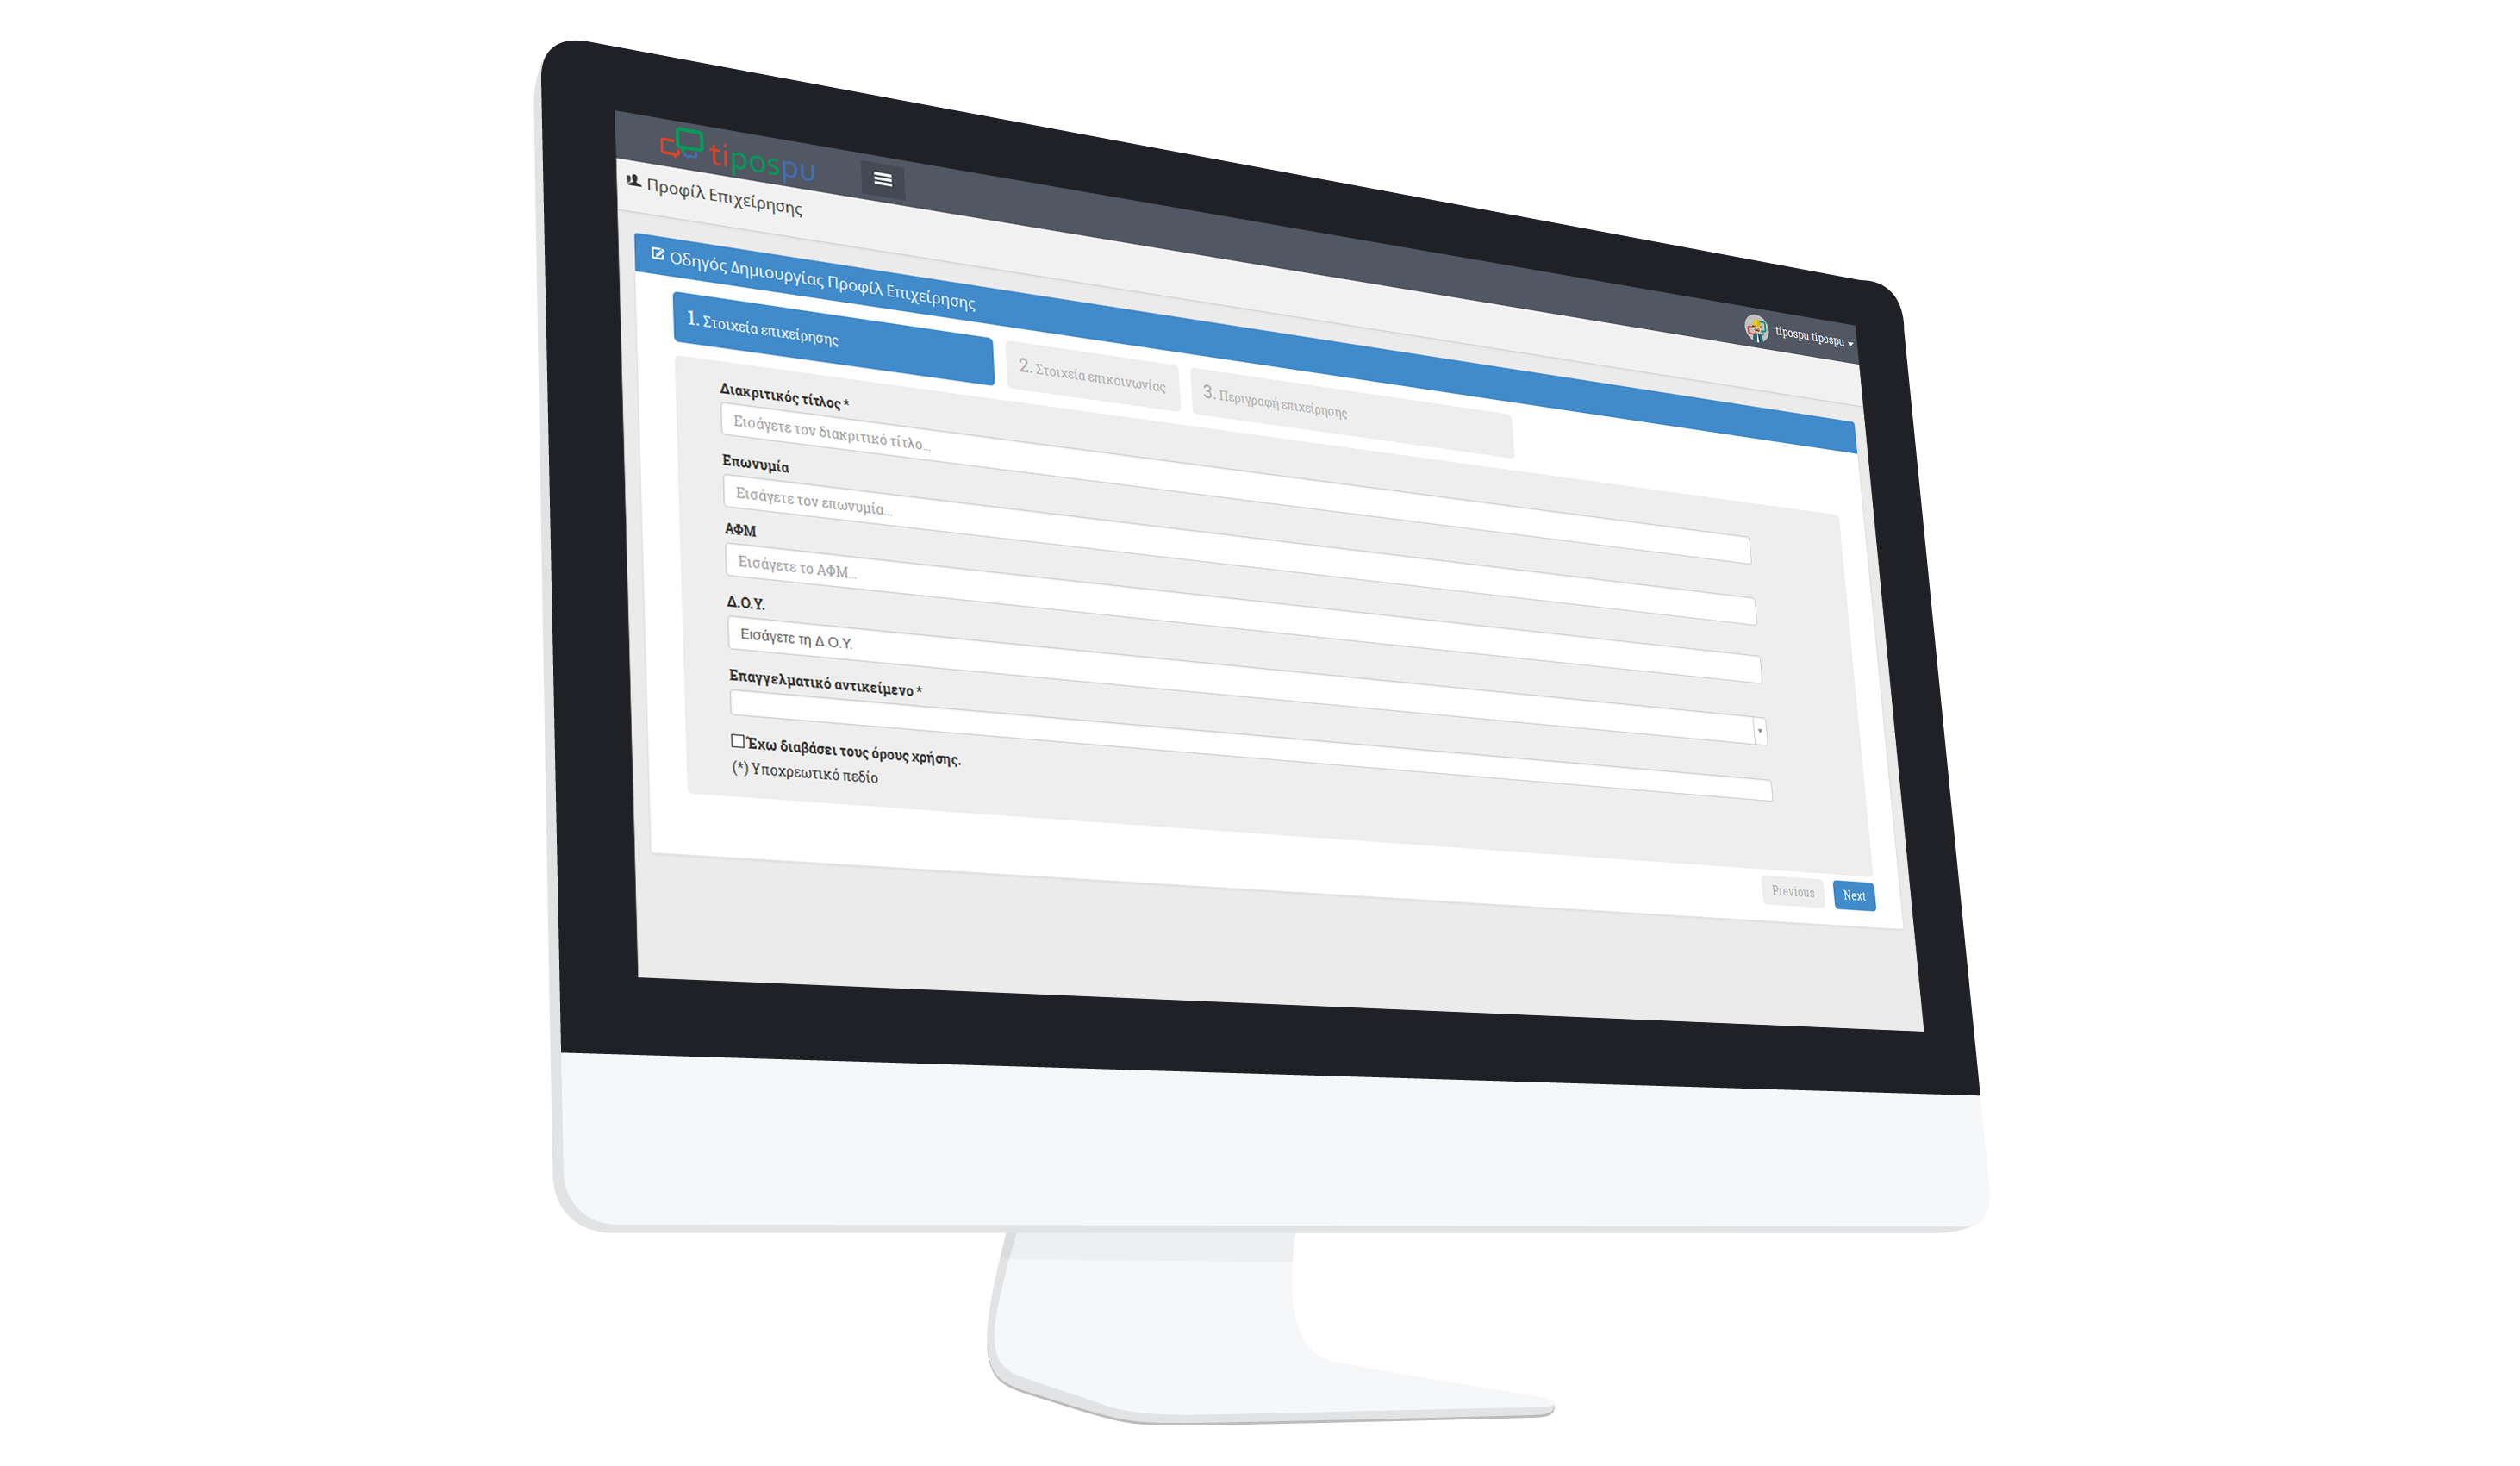 tipospu
Προφίλ Επιχείρησης
tipospu tipospu
Οδηγός Δημιουργίας Προφίλ Επιχείρησης
1. Στοιχεία επιχείρησης
2. Στοιχεία επικοινωνίας
3. Περιγραφή επιχείρησης
Διακριτικός τίτλος *
Εισάγετε τον διακριτικό τίτλο...
Επωνυμία
Εισάγετε τον επωνυμία...
ΑΦΜ
Εισάγετε το ΑΦΜ...
Δ.Ο.Υ.
Εισάγετε τη Δ.Ο.Υ.
Επαγγελματικό αντικείμενο *
Έχω διαβάσει τους όρους χρήσης.
(*) Υποχρεωτικό πεδίο
Previous
Next